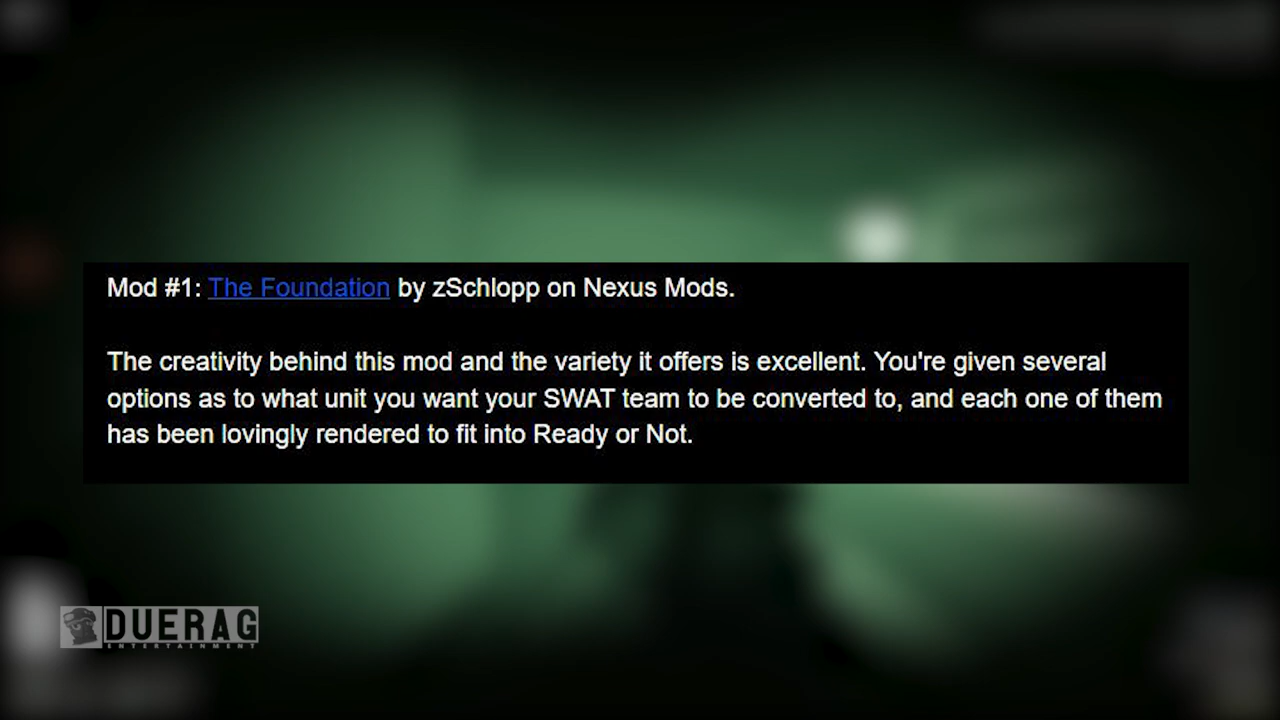 Mod #1: The Foundation by zSchlopp on Nexus Mods.
The creativity behind this mod and the variety it offers is excellent. You're given several
options as to what unit you want your SWAT team to be converted to, and each one of them
has been lovingly rendered to fit into Ready or Not.
DUERAG
ENTERTAINMENT